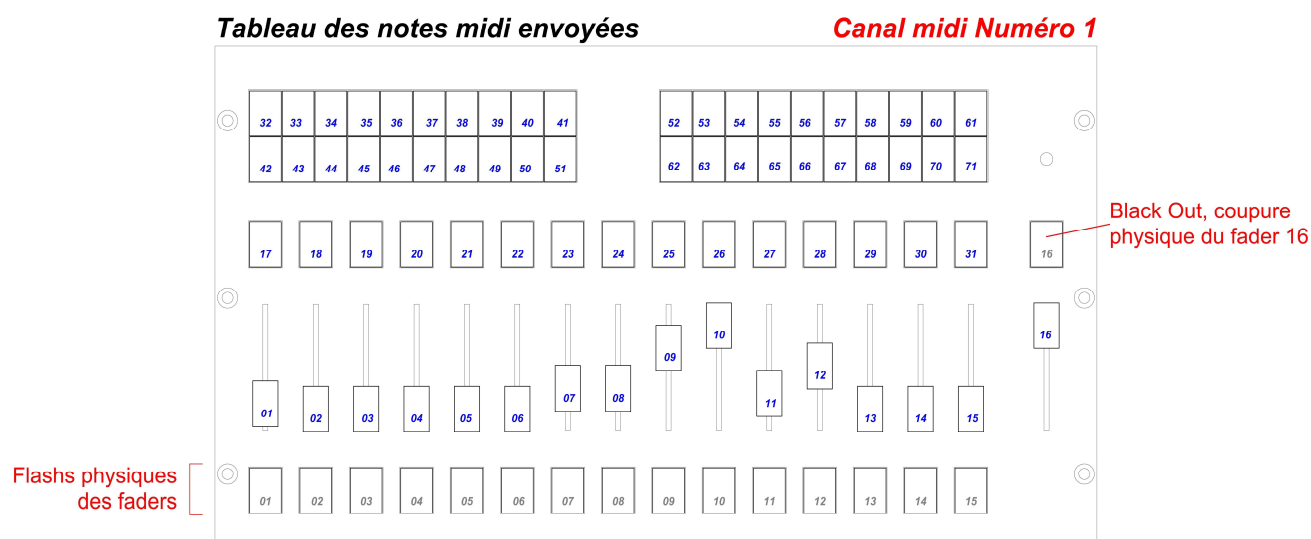 Tableau des notes midi envoyées
Canal midi Numéro 1
32 33 34 35 36 37 38 39 40 41
52 53 54 55 56 57 58 59 60 61
42 43 44 45 46 47 48 49 50 51
62 63 64 65 66 67 68 69 70 71
Black Out, coupure
physique du fader 16
17 18 19 20 21 22 23 24 25 26 27 28 29 30 31 16
01 02 03 04 05 06 07 08 09 10 11 12 13 14 15 16
Flashs physiques
des faders
01 02 03 04 05 06 07 08 09 10 11 12 13 14 15